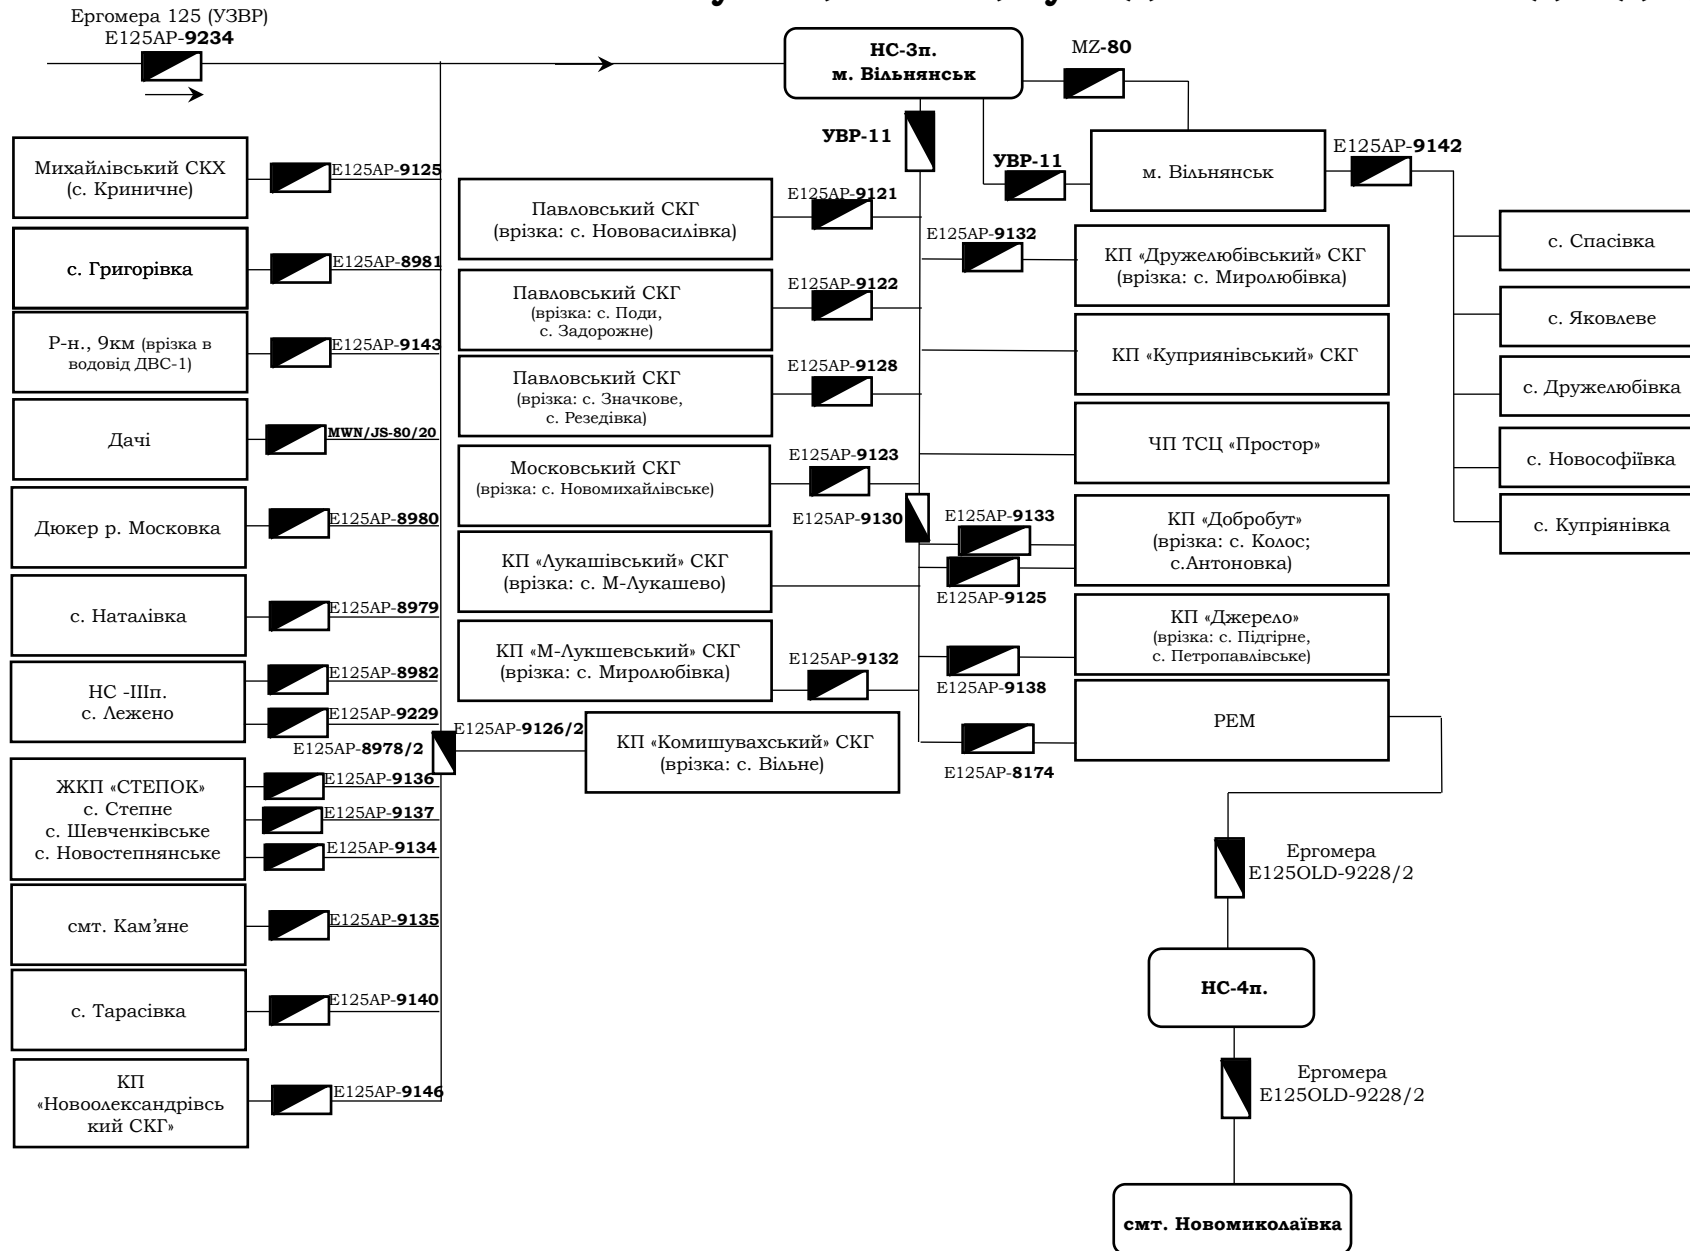 Ергомера 125 (УЗВР)
Е125АР-9234
НС-3п.
м. Вільнянськ
MZ-80
УВР-11
УВР-11
м. Вільнянськ
Е125АР-9142
Михайлівський СКХ
(с. Криничне)
Е125АР-9125
с. Григорівка
Е125АР-8981
Р-н., 9км (врізка в
водовід ДВС-1)
Е125АР-9143
Дачі
MWN/JS-80/20
Дюкер р. Московка
Е125АР-8980
с. Наталівка
Е125АР-8979
НС -ІІІп.
с. Лежено
Е125АР-8982
Е125АР-9229
Е125АР-8978/2
ЖКП «СТЕПОК»
с. Степне
с. Шевченківське
с. Новостепнянське
Е125АР-9136
Е125АР-9137
Е125АР-9134
смт. Кам’яне
Е125АР-9135
с. Тарасівка
Е125АР-9140
КП
«Новоолександрівсь
кий СКГ»
Е125АР-9146
Павловський СКГ
(врізка: с. Нововасилівка)
Е125АР-9121
Павловський СКГ
(врізка: с. Поди,
с. Задорожне)
Е125АР-9122
Павловський СКГ
(врізка: с. Значкове,
с. Резедівка)
Е125АР-9128
Московський СКГ
(врізка: с. Новомихайлівське)
Е125АР-9123
Е125АР-9130
КП «Лукашівський» СКГ
(врізка: с. М-Лукашево)
КП «М-Лукшевський» СКГ
(врізка: с. Миролюбівка)
Е125АР-9132
Е125АР-9126/2
КП «Комишувахський» СКГ
(врізка: с. Вільне)
Е125АР-9132
КП «Дружелюбівський» СКГ
(врізка: с. Миролюбівка)
КП «Куприянівський» СКГ
ЧП ТСЦ «Простор»
Е125АР-9133
КП «Добробут»
(врізка: с. Колос;
с.Антоновка)
Е125АР-9125
КП «Джерело»
(врізка: с. Підгірне,
с. Петропавлівське)
Е125АР-9138
РЕМ
Е125АР-8174
с. Спасівка
с. Яковлеве
с. Дружелюбівка
с. Новософіївка
с. Купріянівка
Ергомера
E125OLD-9228/2
НС-4п.
Ергомера
E125OLD-9228/2
смт. Новомиколаївка